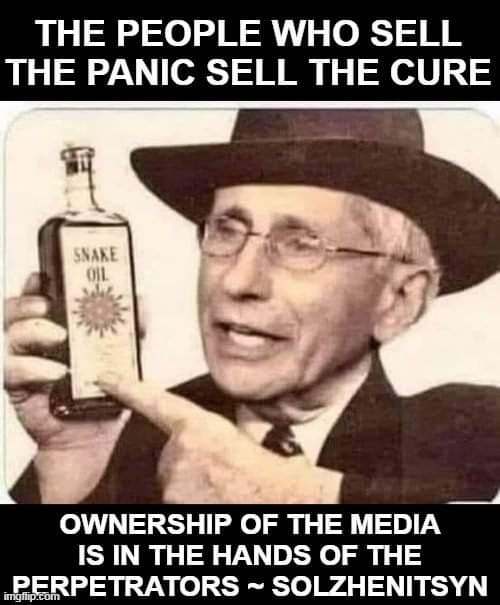 THE PEOPLE WHO SELL
THE PANIC SELL THE CURE
SNAKE
OIL
OWNERSHIP OF THE MEDIA
IS IN THE HANDS OF THE
PERPETRATORS ~ SOLZHENITSYN
imgflip.com